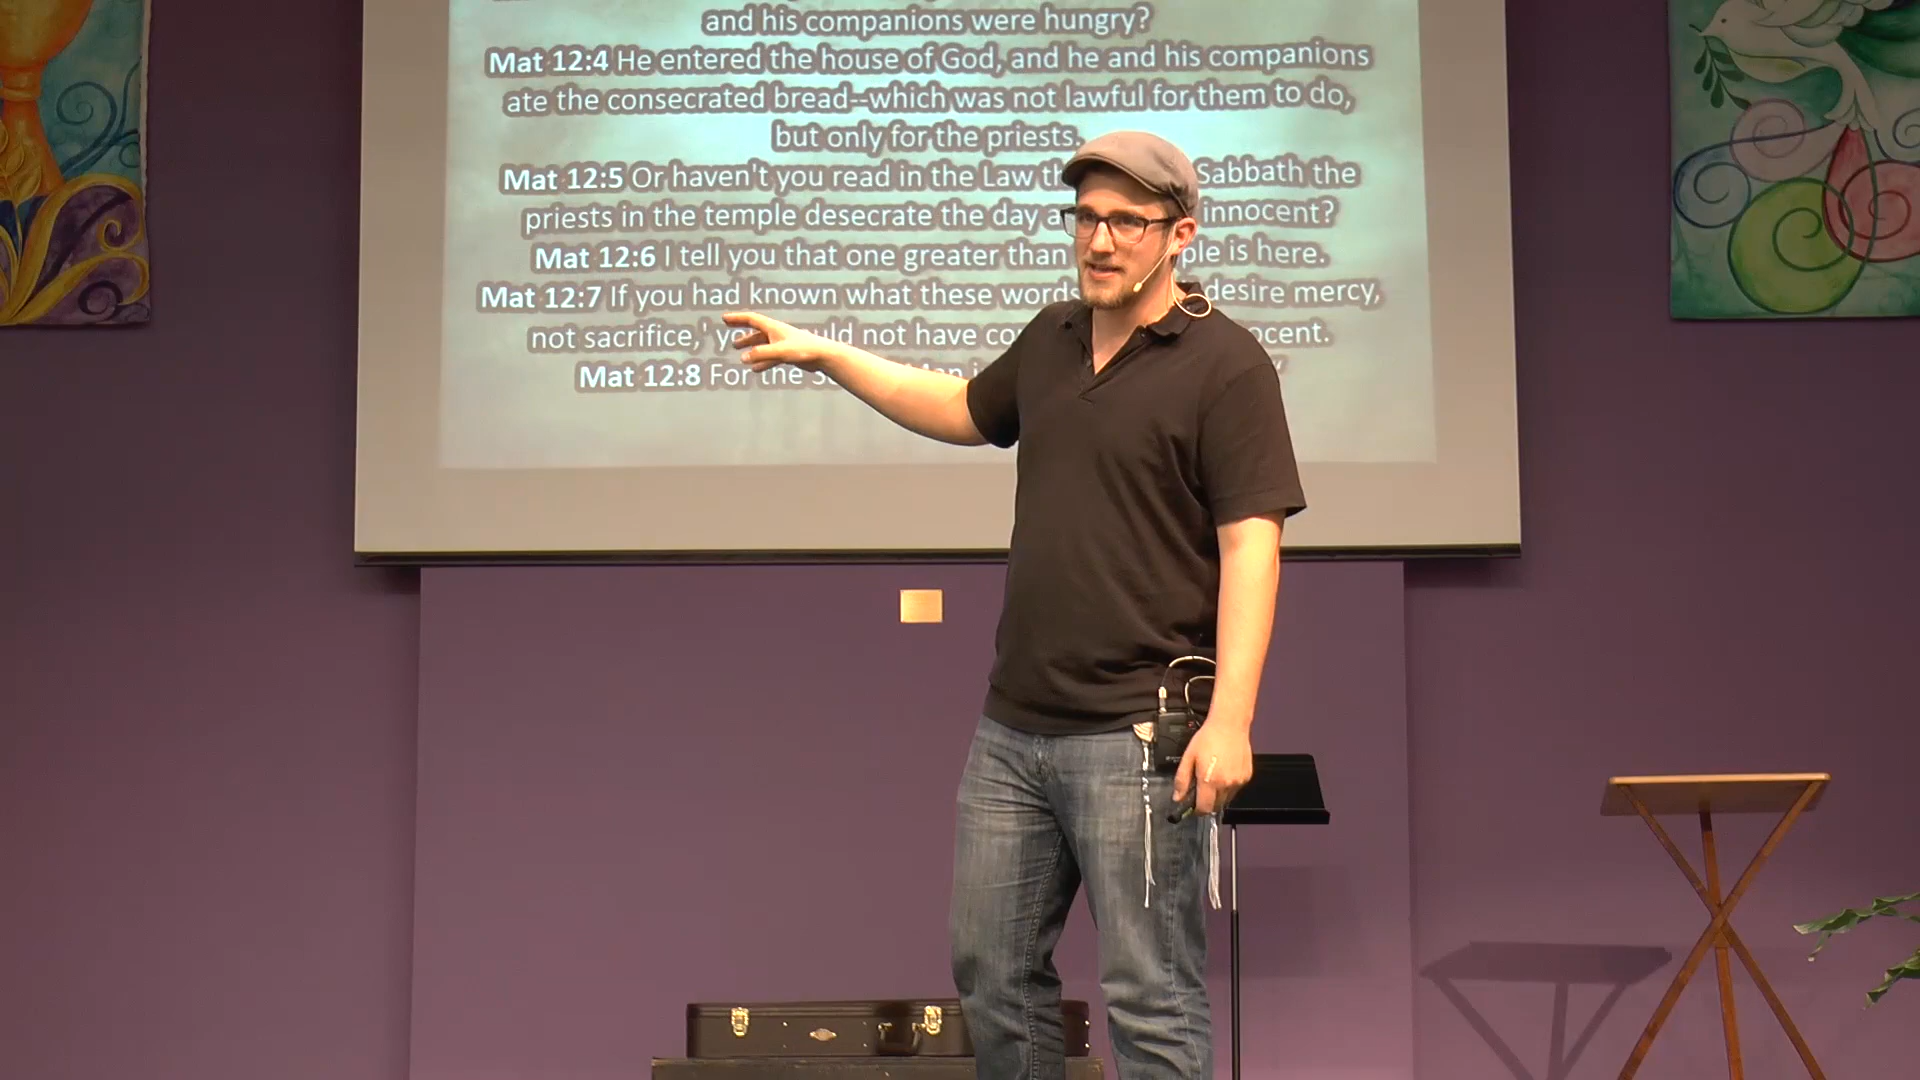 and his companions were hungry?
Mat 12:4 He entered the house of God, and he and his companions
ate the consecrated bread--which was not lawful for them to do,
but only for the priests.
Mat 12:5 Or haven't you read in the Law Sabbath the
priests in the temple desecrate the day innocent?
Mat 12:6 I tell you that one greater than is here.
Mat 12:7 If you had known what these words desire mercy,
not sacrifice,' not have
Mat 12:8 For the